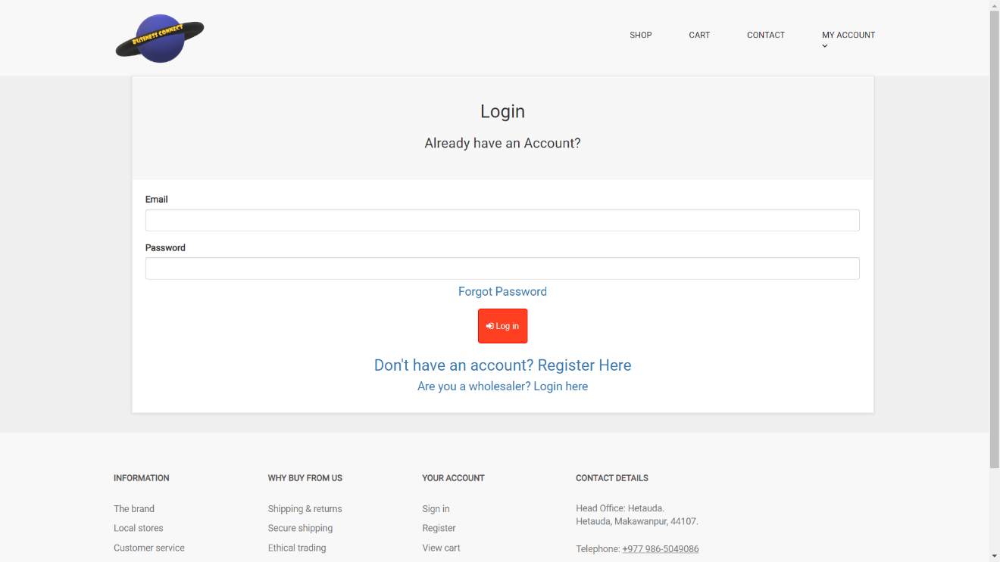 BUSINESS CONNECT
SHOP
CART
CONTACT
MY ACCOUNT
Login
Already have an Account?
Email
Password
Forgot Password
Log in
Don't have an account? Register Here
Are you a wholesaler? Login here
INFORMATION
The brand
Local stores
Customer service
WHY BUY FROM US
Shipping & returns
Secure shipping
Ethical trading
YOUR ACCOUNT
Sign in
Register
View cart
CONTACT DETAILS
Head Office: Hetauda.
Hetauda, Makawanpur, 44107.
Telephone: +977 986-5049086